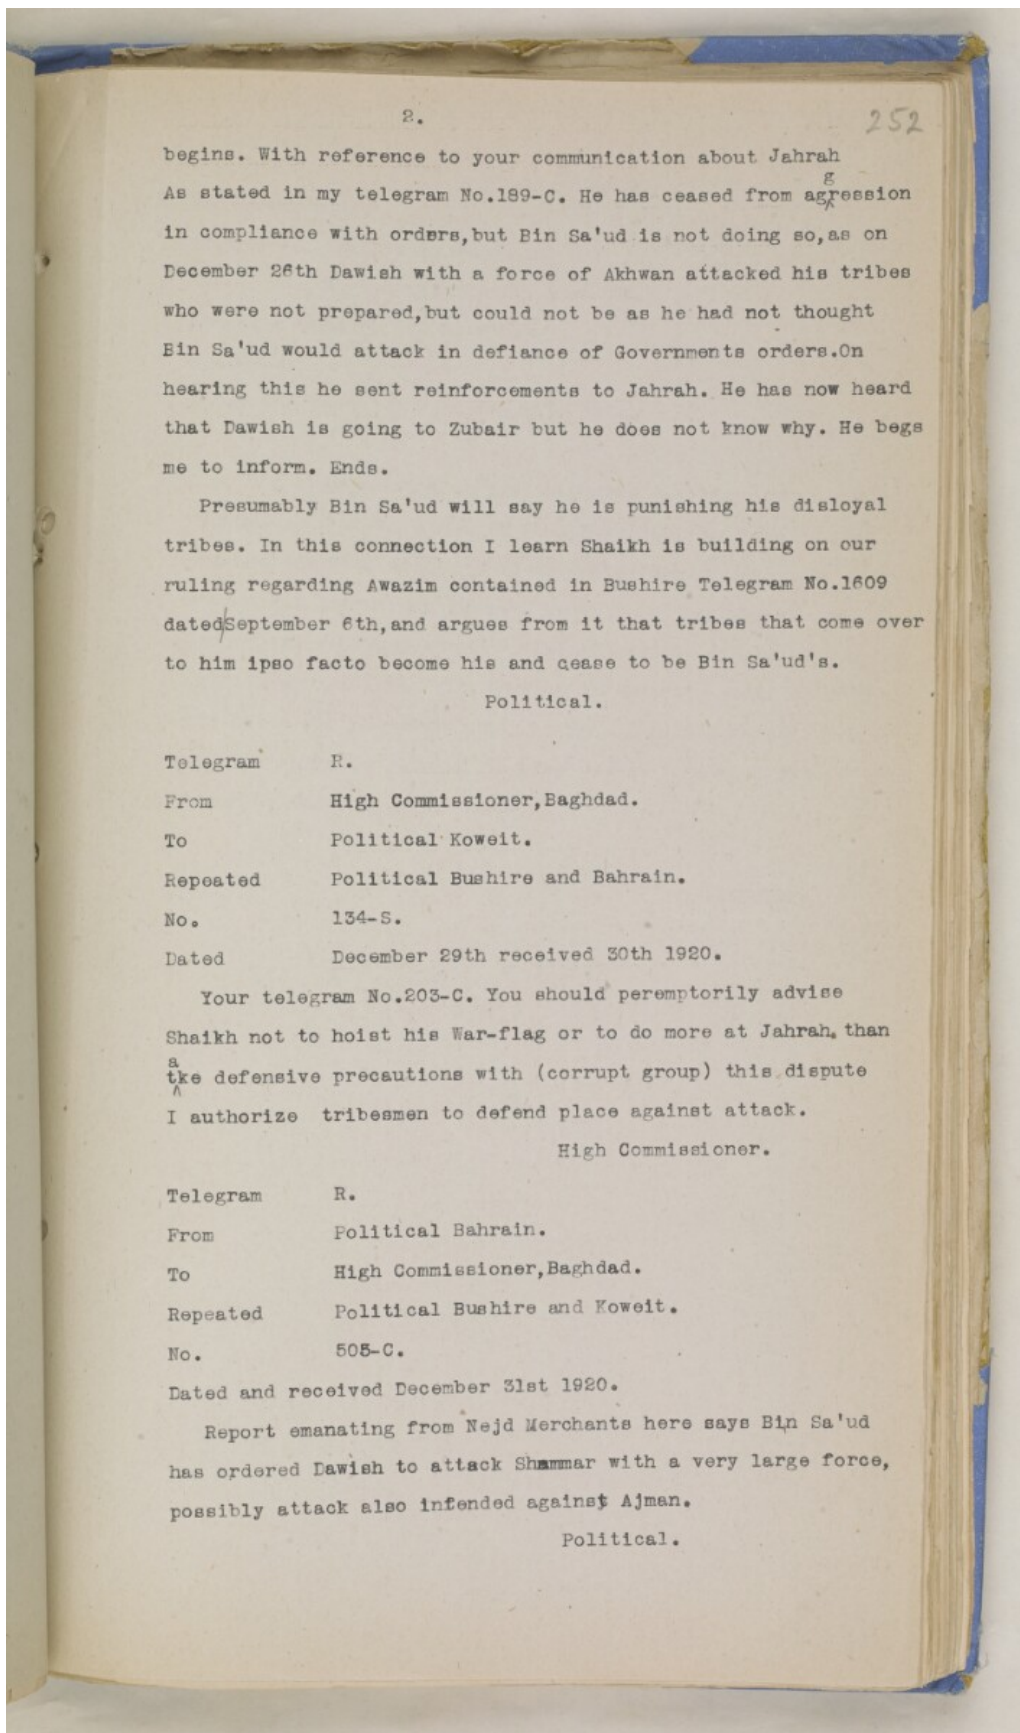 2.
252
begins. With reference to your communication about Jahrah
As stated in my telegram No.189-C. He has ceased from aggression
in compliance with orders,but Bin Sa'ud is not doing so,as on
December 26th Dawish with a force of Akhwan attacked his tribes
who were not prepared,but could not be as he had not thought
Bin Sa'ud would attack in defiance of Governments orders.On
hearing this he sent reinforcements to Jahrah. He has now heard
that Dawish is going to Zubair but he does not know why. He begs
me to inform. Ends.
Presumably Bin Sa'ud will say he is punishing his disloyal
tribes. In this connection I learn Shaikh is building on our
ruling regarding Awazim contained in Bushire Telegram No.1609
dated/September 6th,and argues from it that tribes that come over
to him ipso facto become his and cease to be Bin Sa'ud's.
Political.
Telegram R.
From High Commissioner,Baghdad.
To Political Koweit.
Repeated Political Bushire and Bahrain.
No. 134-S.
Dated December 29th received 30th 1920.
Your telegram No.203-C. You should peremptorily advise
Shaikh not to hoist his War-flag or to do more at Jahrah. than
take defensive precautions with (corrupt group) this dispute
I authorize tribesmen to defend place against attack.
High Commissioner.
Telegram R.
From Political Bahrain.
To High Commissioner,Baghdad.
Repeated Political Bushire and Koweit.
No. 505-C.
Dated and received December 31st 1920.
Report emanating from Nejd Merchants here says Bin Sa'ud
has ordered Dawish to attack Shammar with a very large force,
possibly attack also intended against Ajman.
Political.